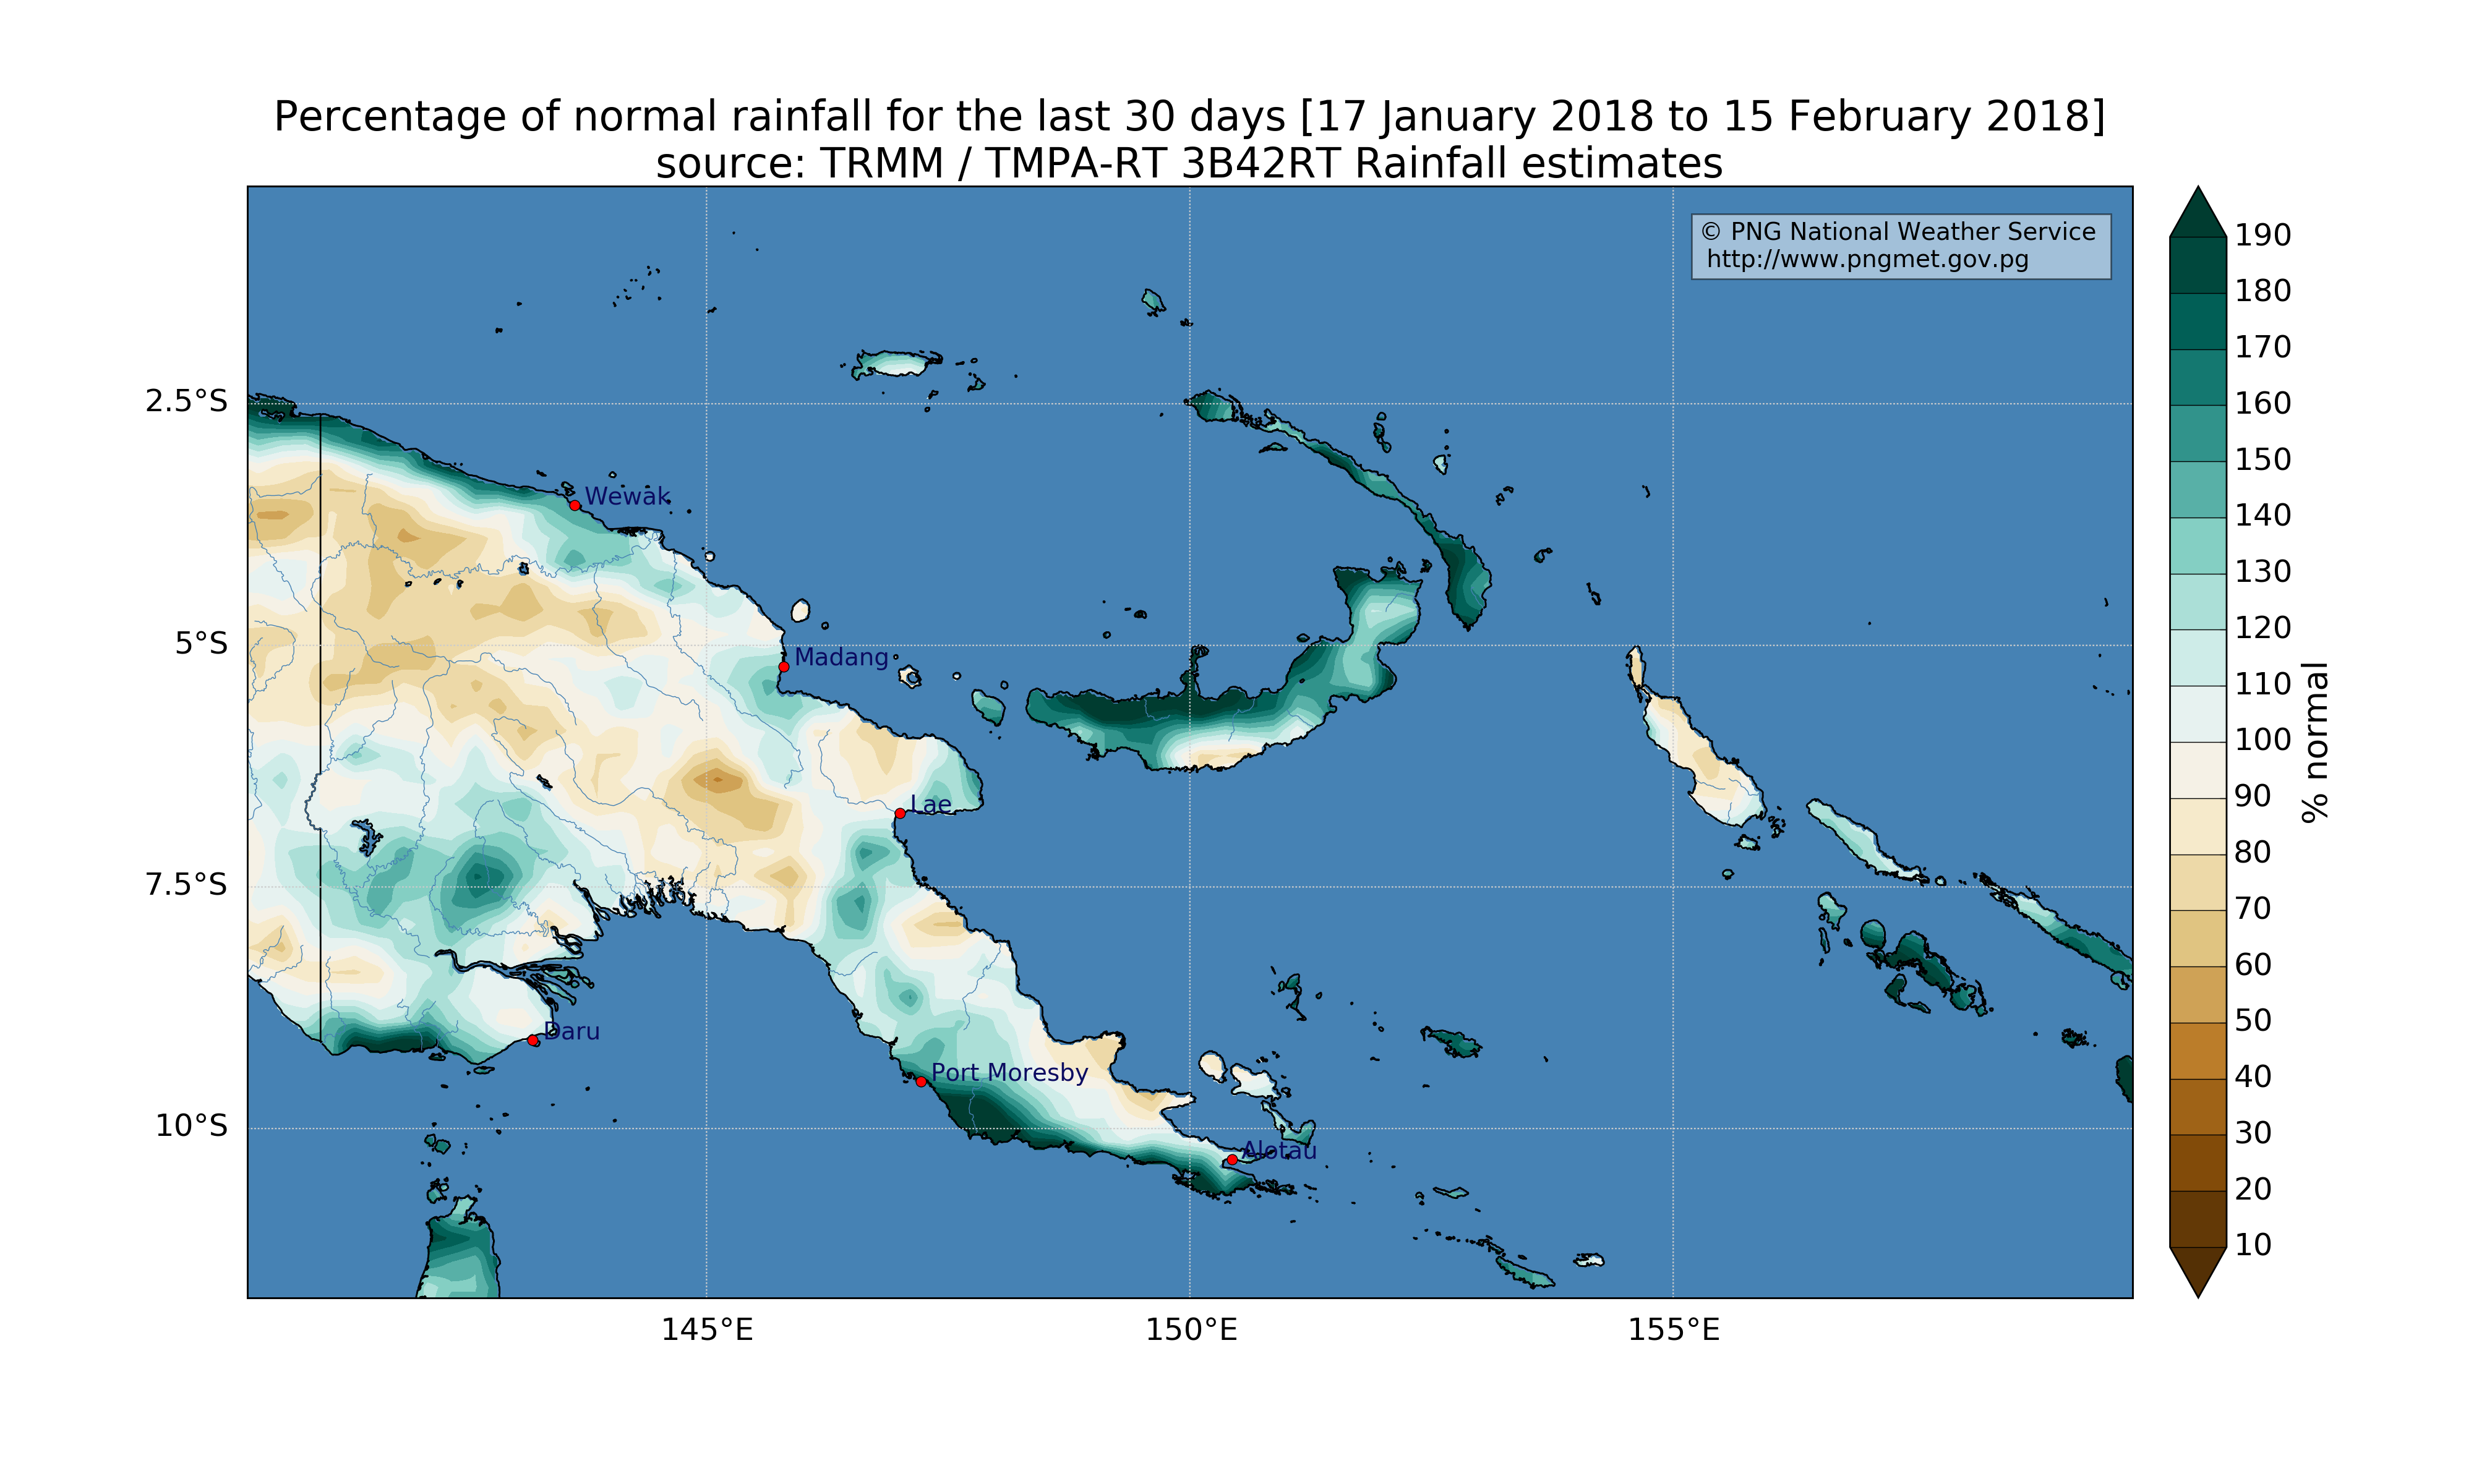 Percentage of normal rainfall for the last 30 days [17 January 2018 to 15 February 2018]
source: TRMM / TMPA-RT 3B42RT Rainfall estimates
© PNG National Weather Service
http://www.pngmet.gov.pg
190
180
170
160
150
140
130
120
110
100
90
80
70
60
50
40
30
20
10
% normal
2.5°S
5°S
7.5°S
10°S
Wewak
Madang
Lae
Daru
Port Moresby
Alotau
145°E
150°E
155°E